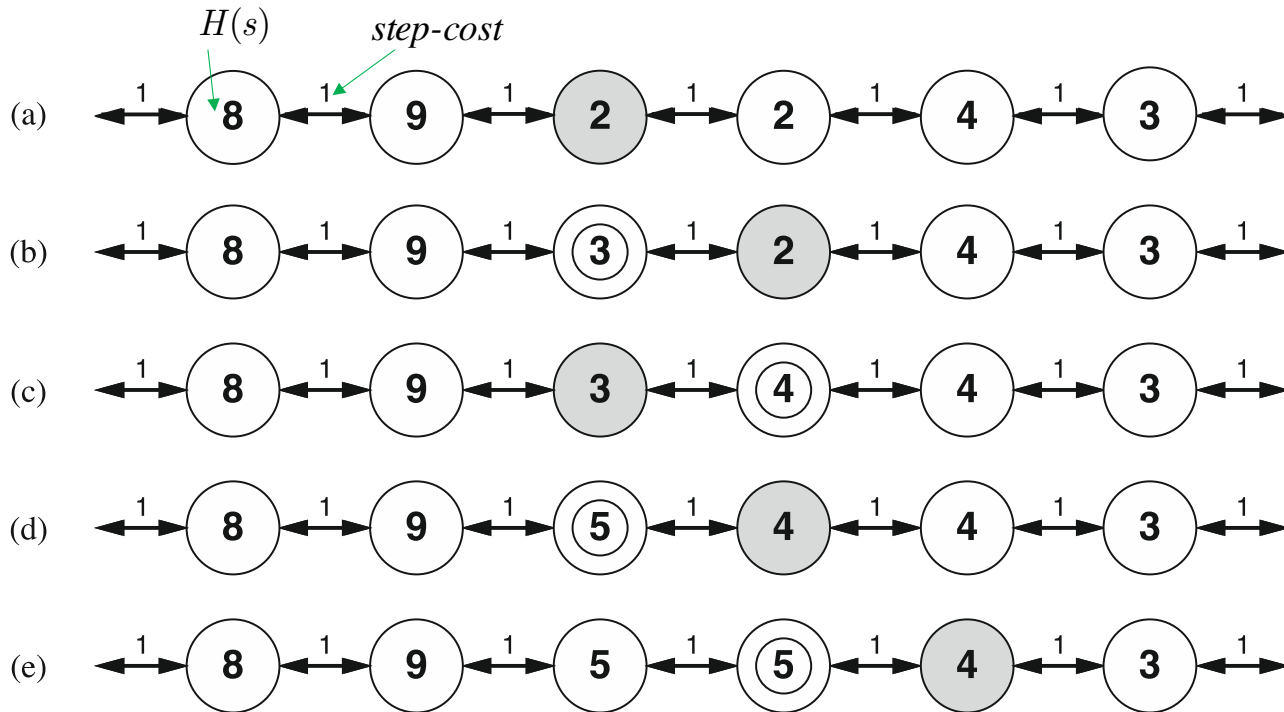 H(s) step-cost
(a) 1 8 1 9 1 2 1 2 1 4 1 3 1
(b) 1 8 1 9 1 3 1 2 1 4 1 3 1
(c) 1 8 1 9 1 3 1 4 1 4 1 3 1
(d) 1 8 1 9 1 5 1 4 1 4 1 3 1
(e) 1 8 1 9 1 5 1 5 1 4 1 3 1